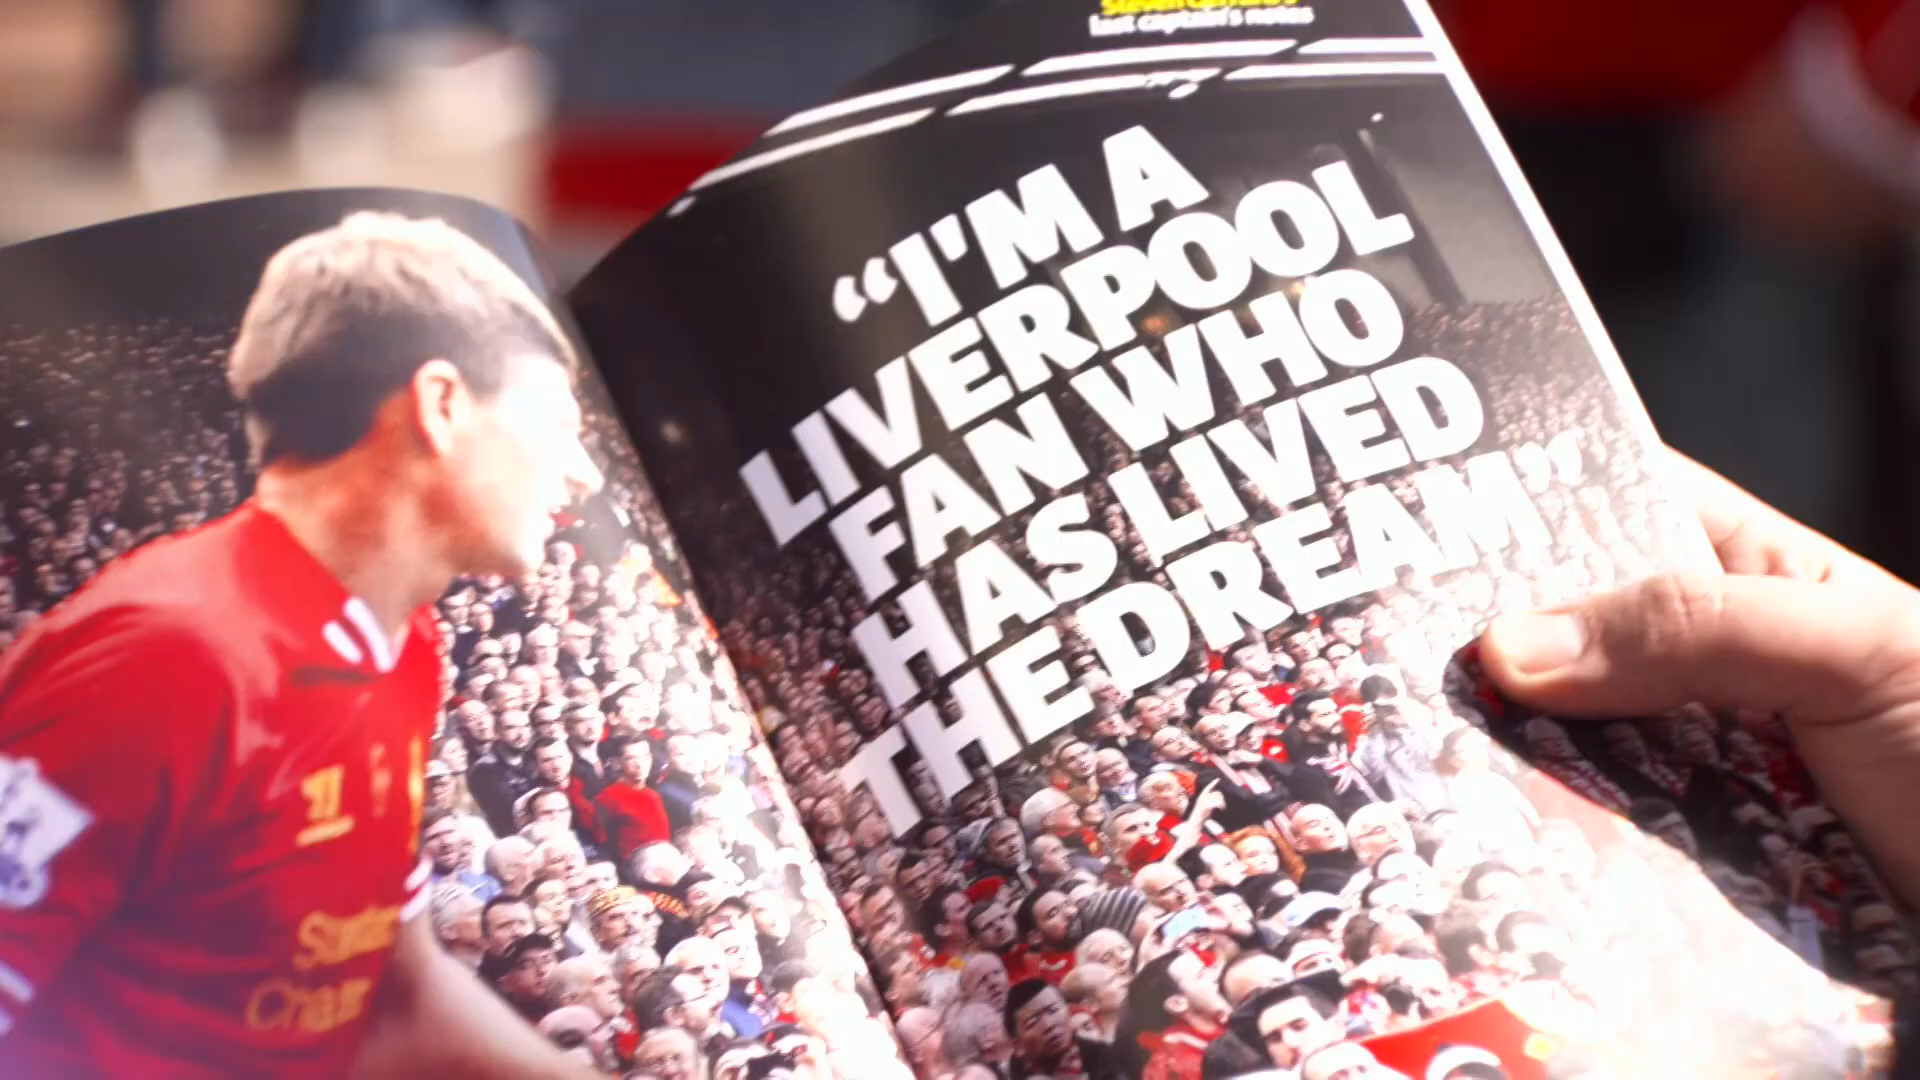 last captain's notes
“I'M A
LIVERPOOL
FAN WHO
HAS LIVED
THE DREAM”